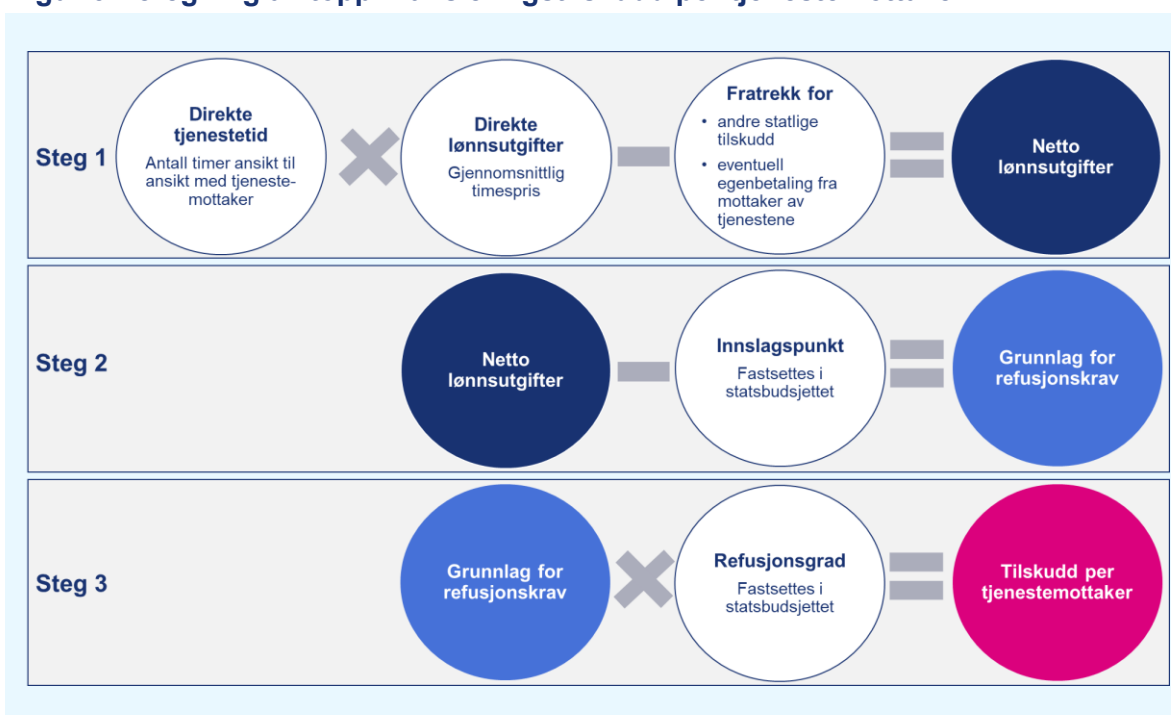 Steg 1
Direkte
tjenestetid
Antall timer ansikt til
ansikt med tjeneste-
mottaker
Direkte
lønnsutgifter
Gjennomsnittlig
timespris
Fratrekk for
• andre statlige
tilskudd
• eventuell
egenbetaling fra
mottaker av
tjenestene
Netto
lønnsutgifter
Steg 2
Netto
lønnsutgifter
Innslagspunkt
Fastsettes i
statsbudsjettet
Grunnlag for
refusjonskrav
Steg 3
Grunnlag for
refusjonskrav
Refusjonsgrad
Fastsettes i
statsbudsjettet
Tilskudd per
tjenestemottaker